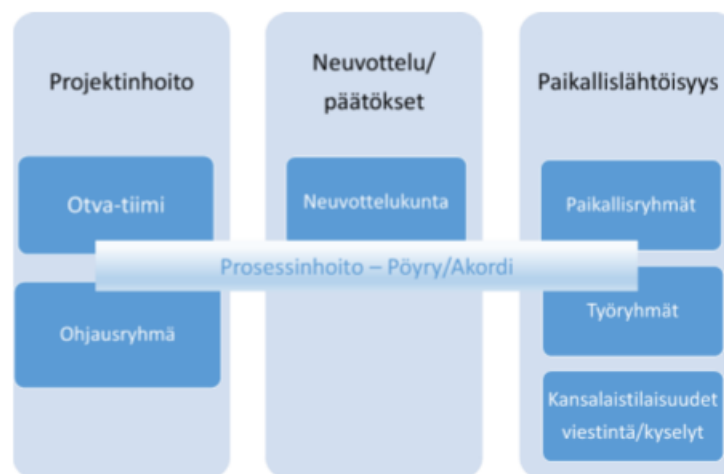 Projektinhoito
Otva-tiimi
Ohjausryhmä
Neuvottelu/
päätökset
Neuvottelukunta
Paikallislähtöisyys
Paikallisryhmät
Työryhmät
Kansalaistilaisuudet
viestintä/kyselyt
Prosessinhoito – Pöyry/Akordi